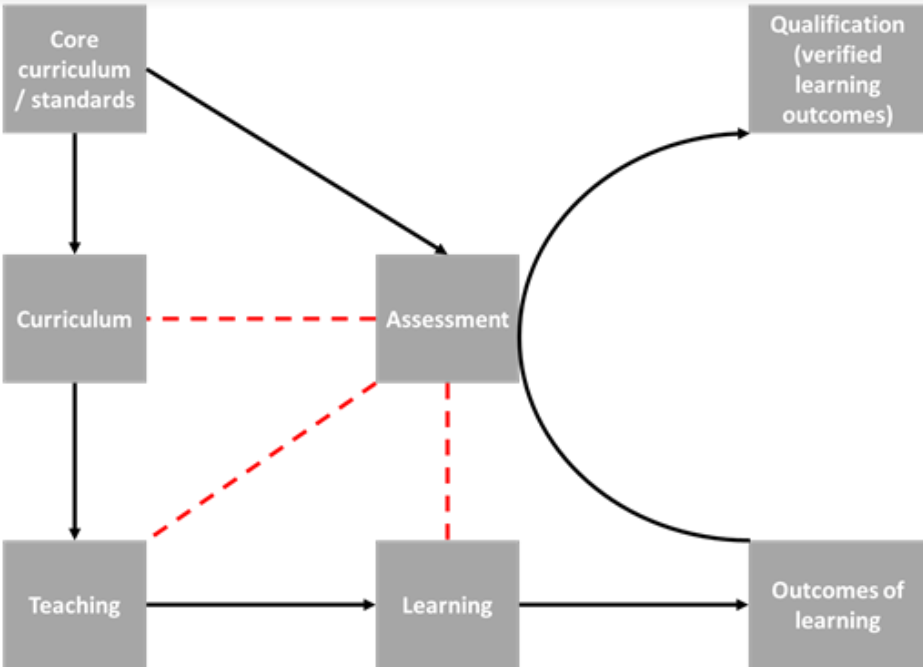 Core
curriculum
/ standards
Qualification
(verified
learning
outcomes)
Curriculum
Assessment
Teaching
Learning
Outcomes of
learning